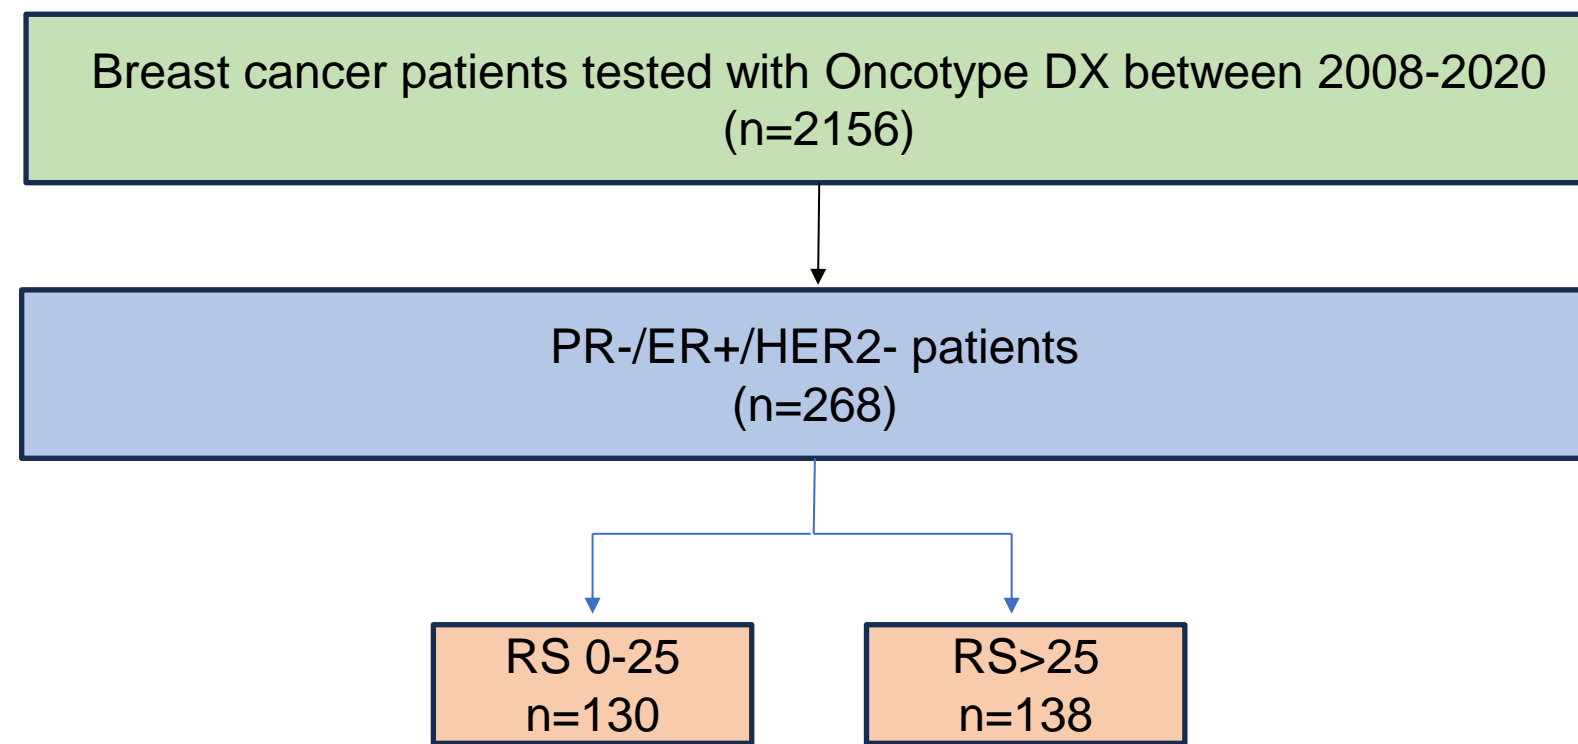 Breast cancer patients tested with Oncotype DX between 2008-2020
(n=2156)
PR-/ER+/HER2- patients
(n=268)
RS 0-25
n=130
RS>25
n=138